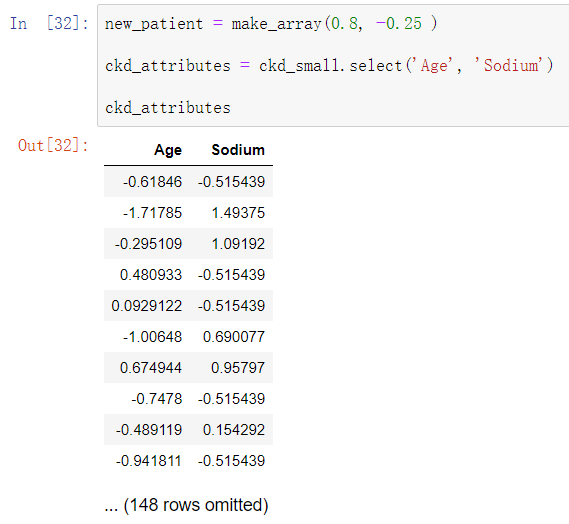 In [32]: new_patient = make_array(0.8, -0.25 )
ckd_attributes = ckd_small.select('Age', 'Sodium')
ckd_attributes
Out[32]:
Age Sodium
-0.61846 -0.515439
-1.71785 1.49375
-0.295109 1.09192
0.480933 -0.515439
0.0929122 -0.515439
-1.00648 0.690077
0.674944 0.95797
-0.7478 -0.515439
-0.489119 0.154292
-0.941811 -0.515439
... (148 rows omitted)